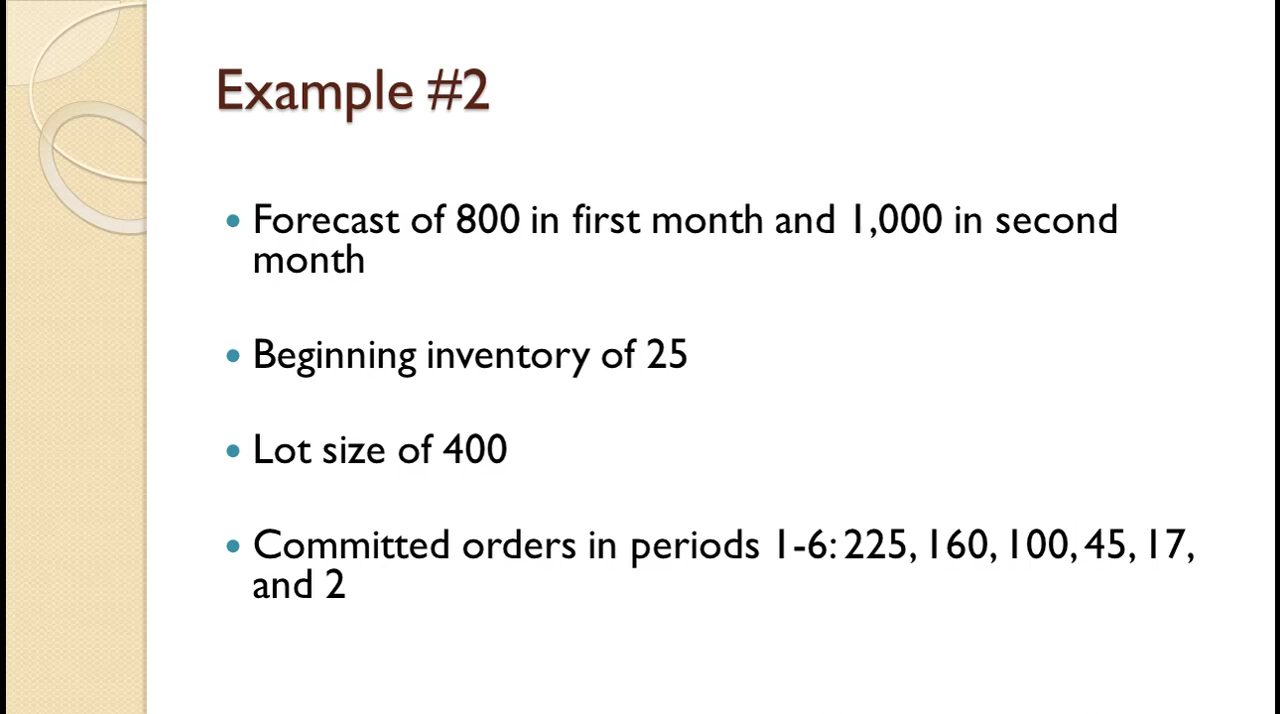 Example #2
• Forecast of 800 in first month and 1,000 in second
month
• Beginning inventory of 25
• Lot size of 400
• Committed orders in periods 1-6: 225, 160, 100, 45, 17,
and 2